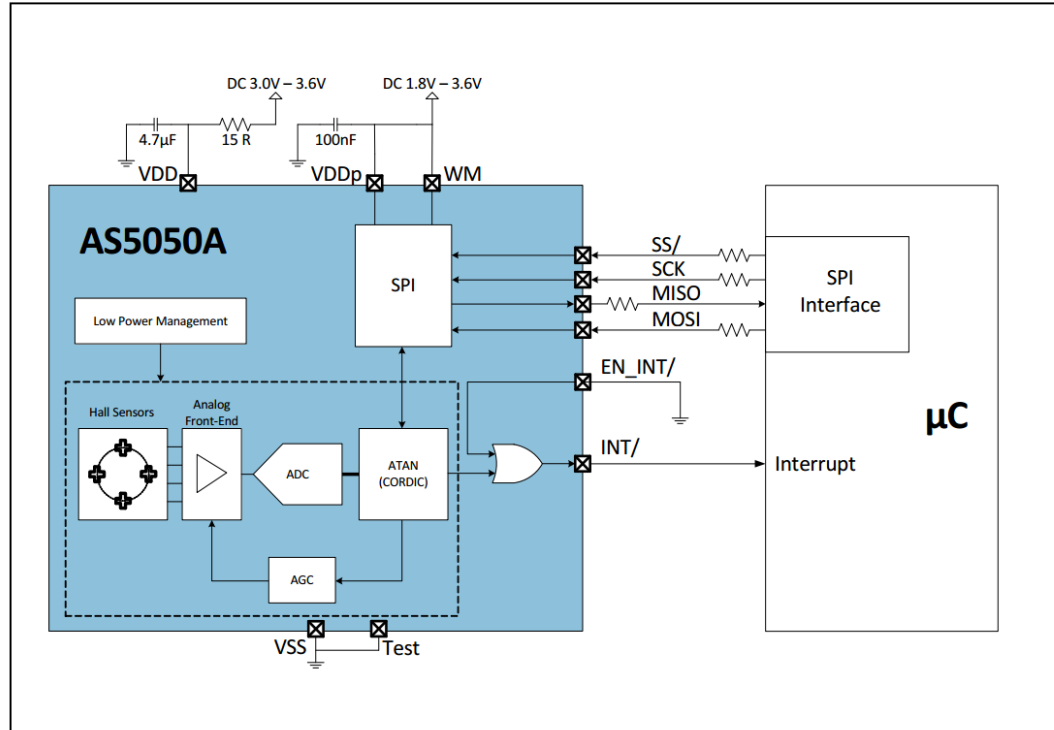 DC 3.0V – 3.6V
DC 1.8V – 3.6V
4.7µF
15 R
100nF
VDD
VDDp
WM
AS5050A
SPI
Low Power Management
SS/
SCK
MISO
MOSI
SPI
Interface
EN_INT/
µC
Hall Sensors
Analog
Front-End
ADC
ATAN
(CORDIC)
INT/
Interrupt
AGC
VSS
Test